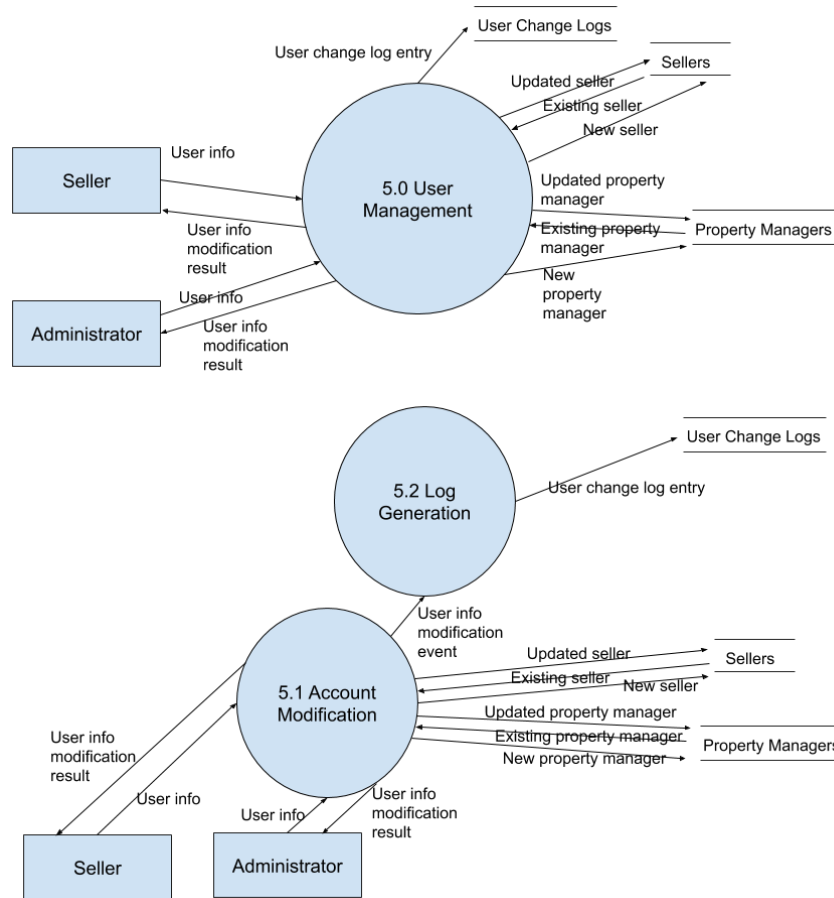 User Change Logs
User change log entry
Sellers
Updated seller
Existing seller
New seller
User info
Seller
5.0 User
Management
Updated property
manager
Existing property
manager
Property Managers
User info
modification
result
New
property
manager
User info
Administrator
User info
modification
result
User Change Logs
5.2 Log
Generation
User change log entry
User info
modification
event
Updated seller
Sellers
Existing seller
New seller
5.1 Account
Modification
Updated property manager
Existing property manager
Property Managers
New property manager
User info
modification
result
User info
User info
User info
modification
result
Seller
Administrator